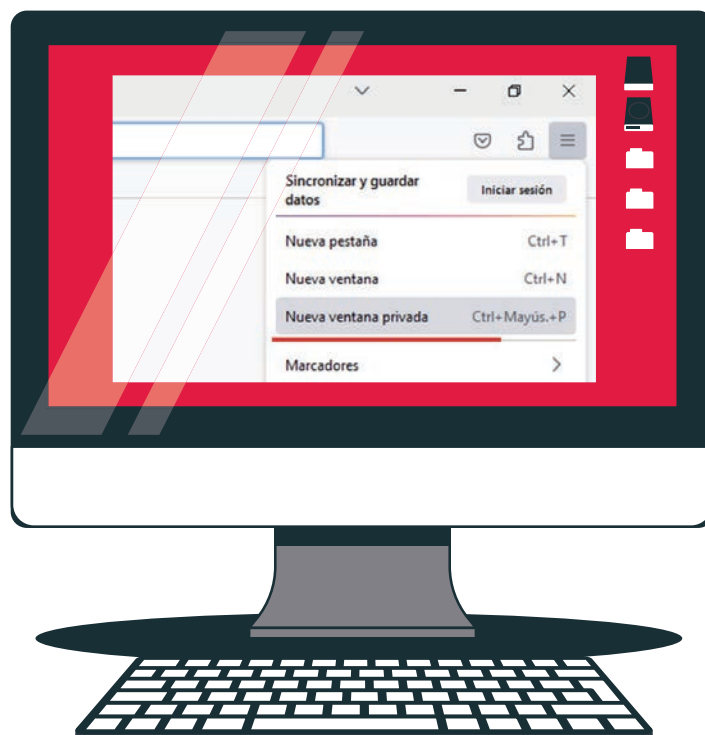 Sincronizar y guardar
datos
Iniciar sesión
Nueva pestaña Ctrl+T
Nueva ventana Ctrl+N
Nueva ventana privada Ctrl+Mayús.+P
Marcadores